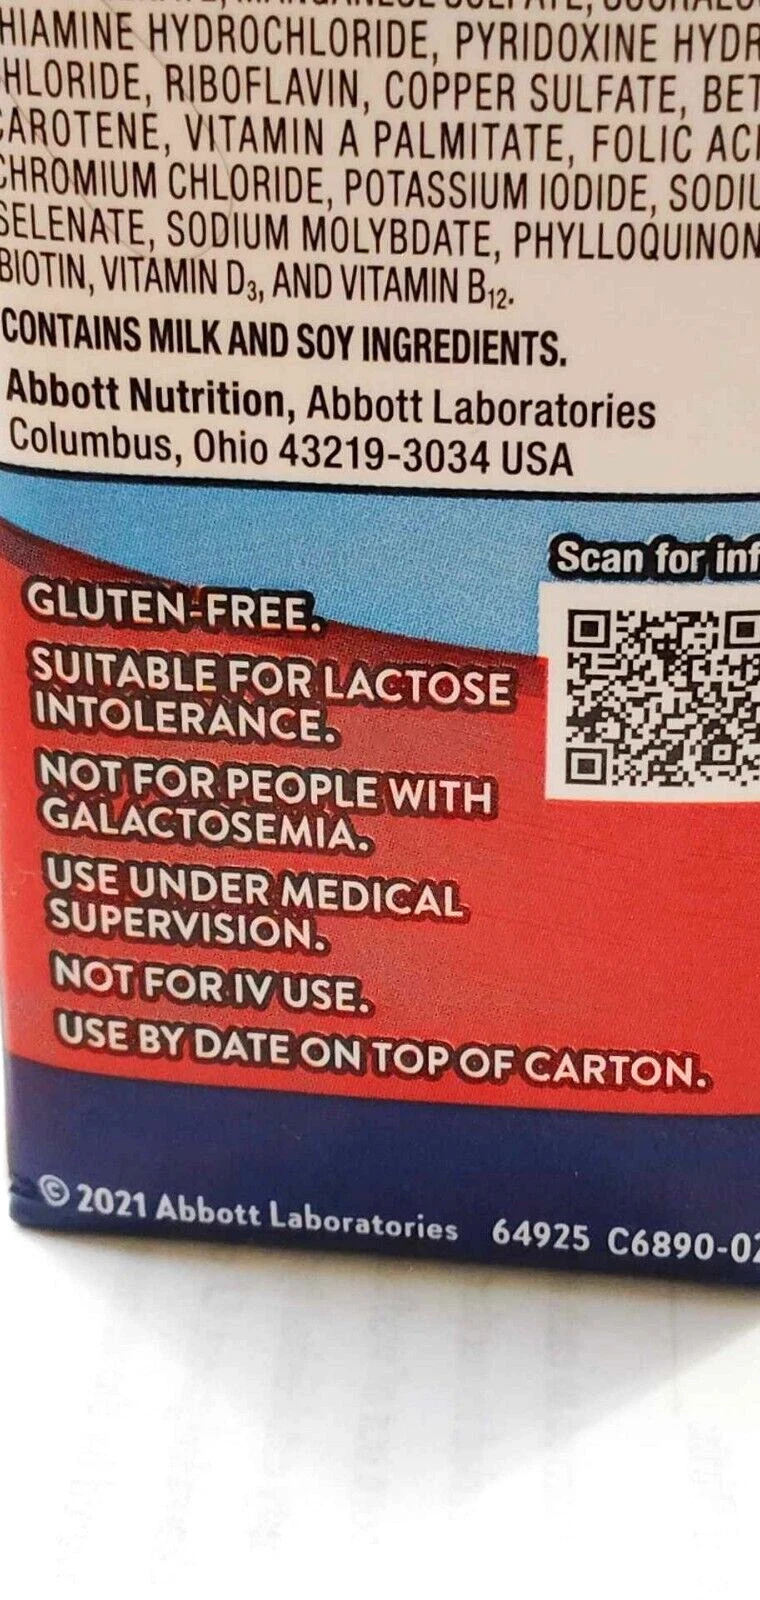 HIAMINE HYDROCHLORIDE, PYRIDOXINE HYDR
HLORIDE, RIBOFLAVIN, COPPER SULFATE, BET
CAROTENE, VITAMIN A PALMITATE, FOLIC ACI
CHROMIUM CHLORIDE, POTASSIUM IODIDE, SODIU
SELENATE, SODIUM MOLYBDATE, PHYLLOQUINON
BIOTIN, VITAMIN D3, AND VITAMIN B12.
CONTAINS MILK AND SOY INGREDIENTS.
Abbott Nutrition, Abbott Laboratories
Columbus, Ohio 43219-3034 USA
Scan for inf
GLUTEN-FREE.
SUITABLE FOR LACTOSE
INTOLERANCE.
NOT FOR PEOPLE WITH
GALACTOSEMIA.
USE UNDER MEDICAL
SUPERVISION.
NOT FOR IV USE.
USE BY DATE ON TOP OF CARTON.
© 2021 Abbott Laboratories 64925 C6890-02